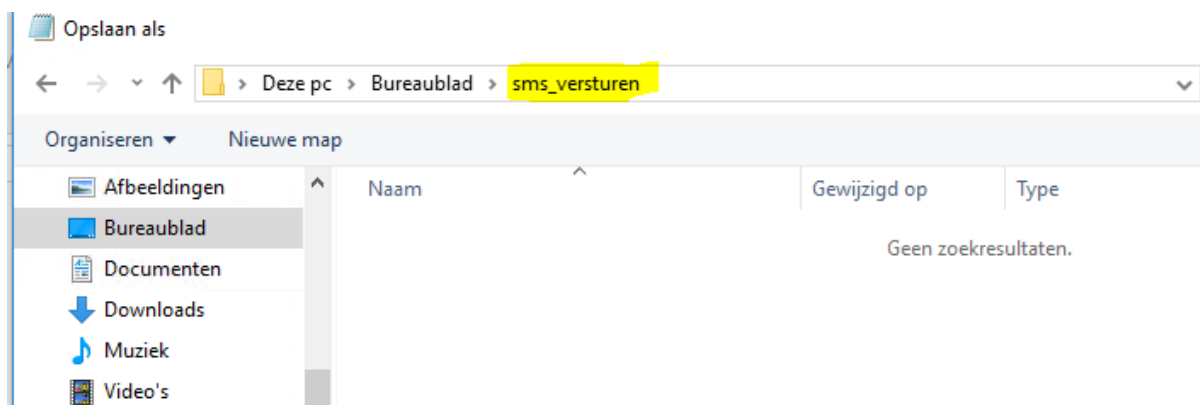 Opslaan als
Deze pc > Bureaublad > sms_versturen
Organiseren Nieuwe map
Afbeeldingen
Naam Gewijzigd op Type
Bureaublad
Geen zoekresultaten.
Documenten
Downloads
Muziek
Video's